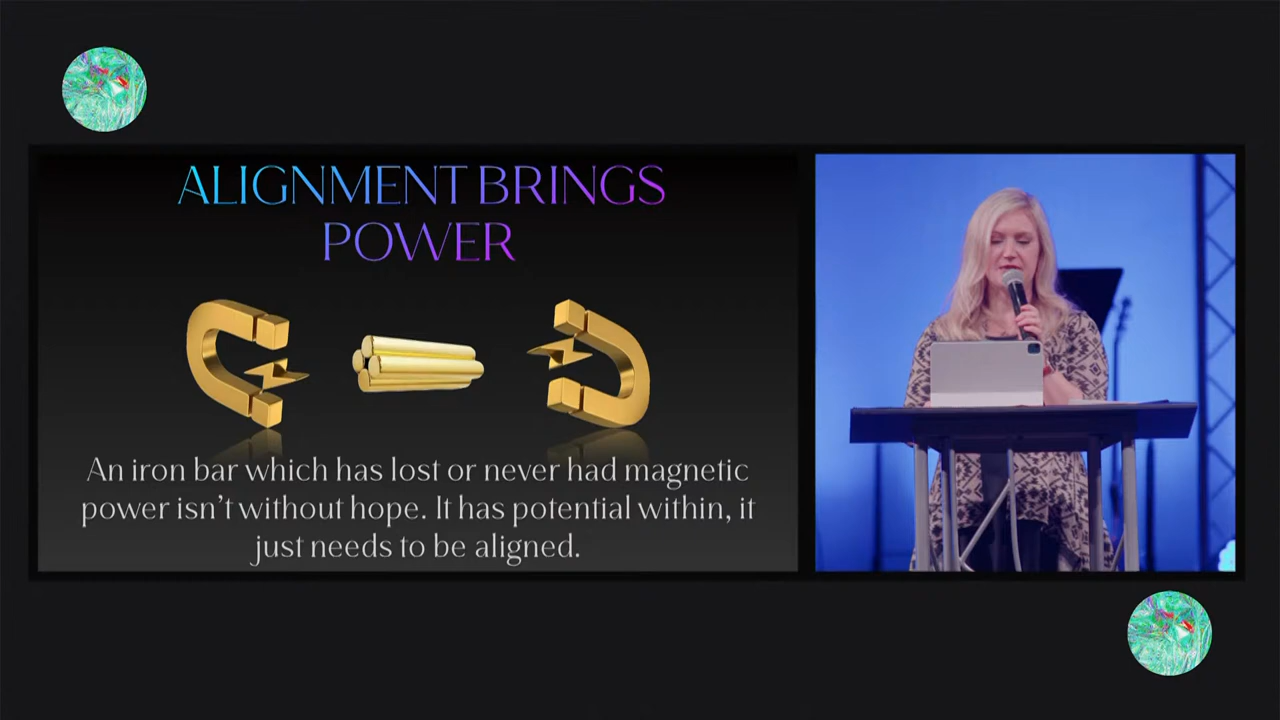 ALIGNMENT BRINGS
POWER
An iron bar which has lost or never had magnetic
power isn't without hope. It has potential within, it
just needs to be aligned.